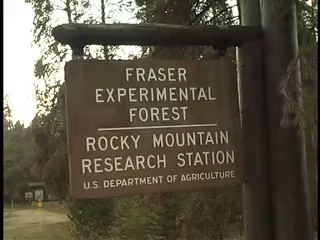 FRASER
EXPERIMENTAL
FOREST
ROCKY MOUNTAIN
RESEARCH STATION
U.S. DEPARTMENT OF AGRICULTURE